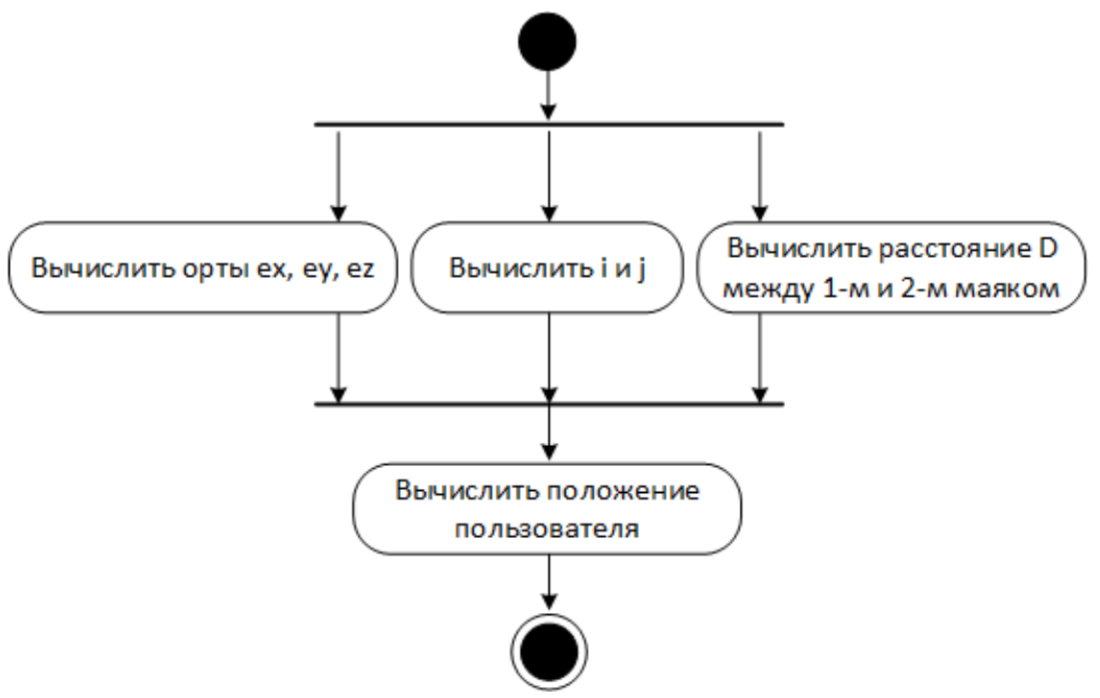 Вычислить орты ex, ey, ez
Вычислить i и j
Вычислить расстояние D
между 1-м и 2-м маяком
Вычислить положение
пользователя